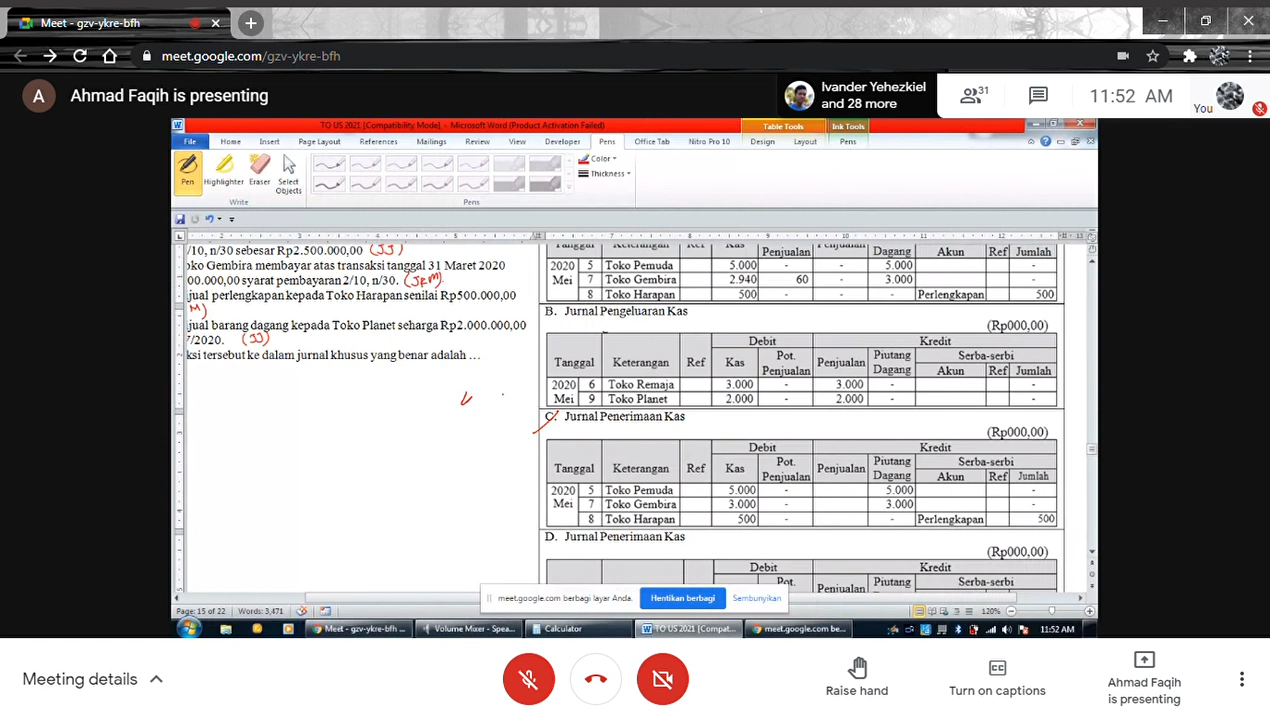 Meet - gzv-ykre-bfh
meet.google.com/gzv-ykre-bfh
A
Ahmad Faqih is presenting
Ivander Yehezkiel
and 28 more
31
11:52 AM
You
TO US 2021 [Compatibility Mode] - Microsoft Word (Product Activation Failed)
Table Tools
Ink Tools
File Home Insert Page Layout References Mailings Review View Developer Pens Office Tab Nitro Pro 10 Design Layout Pens
Pen Highlighter Eraser Select Objects
Color
Thickness
Write
Pens
/10, n/30 sebesar Rp2.500.000,00 (JJ)
oko Gembira membayar atas transaksi tanggal 31 Maret 2020
00.000,00 syarat pembayaran 2/10, n/30. (JKM)
jual perlengkapan kepada Toko Harapan senilai Rp500.000,00
M)
jual barang dagang kepada Toko Planet seharga Rp2.000.000,00
7/2020. (JJ)
ksi tersebut ke dalam jurnal khusus yang benar adalah ...
Tanggal Keterangan Ref Kas Penjualan Penjualan Dagang Akun Ref Jumlah
2020 5 Toko Pemuda 5.000 - 5.000 -
Mei 7 Toko Gembira 2.940 60 - 3.000 - -
8 Toko Harapan 500 - - - Perlengkapan 500
B. Jurnal Pengeluaran Kas
(Rp000,00)
Tanggal Keterangan Ref Debit Kredit
Kas Pot. Penjualan Penjualan Piutang Dagang Serba-serbi
Akun Ref Jumlah
2020 6 Toko Remaja 3.000 - 3.000 - - -
Mei 9 Toko Planet 2.000 - 2.000 - - -
C. Jurnal Penerimaan Kas
(Rp000,00)
Tanggal Keterangan Ref Debit Kredit
Kas Pot. Penjualan Penjualan Piutang Dagang Serba-serbi
Akun Ref Jumlah
2020 5 Toko Pemuda 5.000 - 5.000
Mei 7 Toko Gembira 3.000 - 3.000
8 Toko Harapan 500 - - Perlengkapan 500
D. Jurnal Penerimaan Kas
(Rp000,00)
Debit Kredit
Pot. Piutang Serba-serbi
meet.google.com berbagi layar Anda.
Hentikan berbagi
Sembunyikan
Page: 15 of 22 Words: 3,471
120%
Meet - gzv-ykre-bfh ... Volume Mixer - Spea... Calculator TO US 2021 [Compat... meet.google.com be...
11:52 AM
Meeting details
Raise hand
Turn on captions
Ahmad Faqih
is presenting